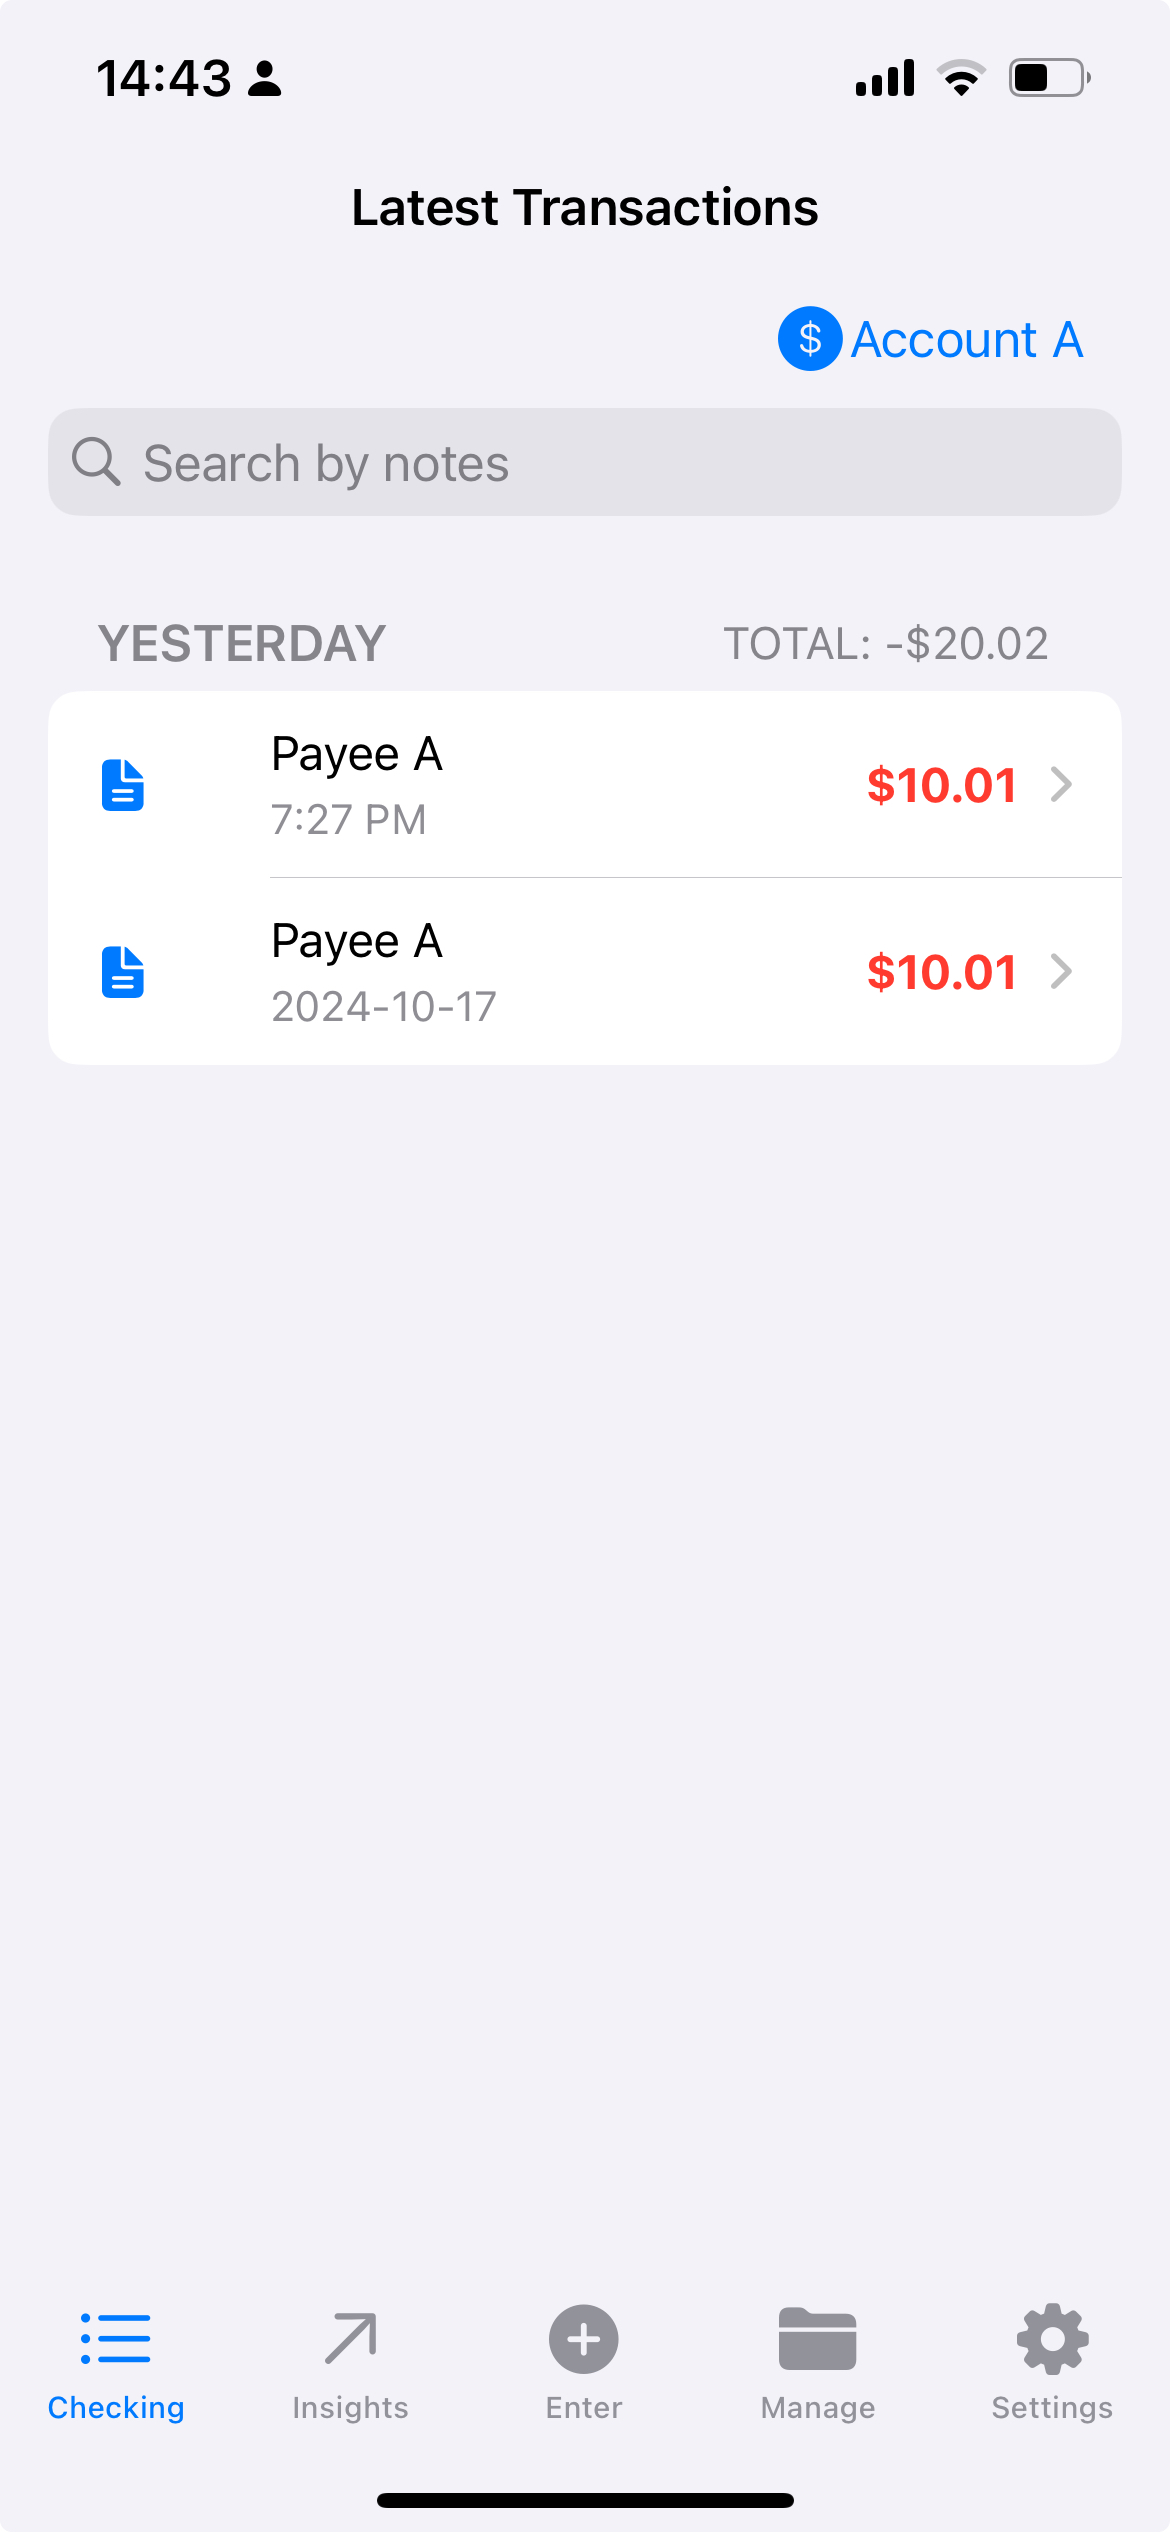 14:43
Latest Transactions
$ Account A
Search by notes
YESTERDAY TOTAL: -$20.02
Payee A
7:27 PM
$10.01
Payee A
2024-10-17
$10.01
Checking Insights Enter Manage Settings